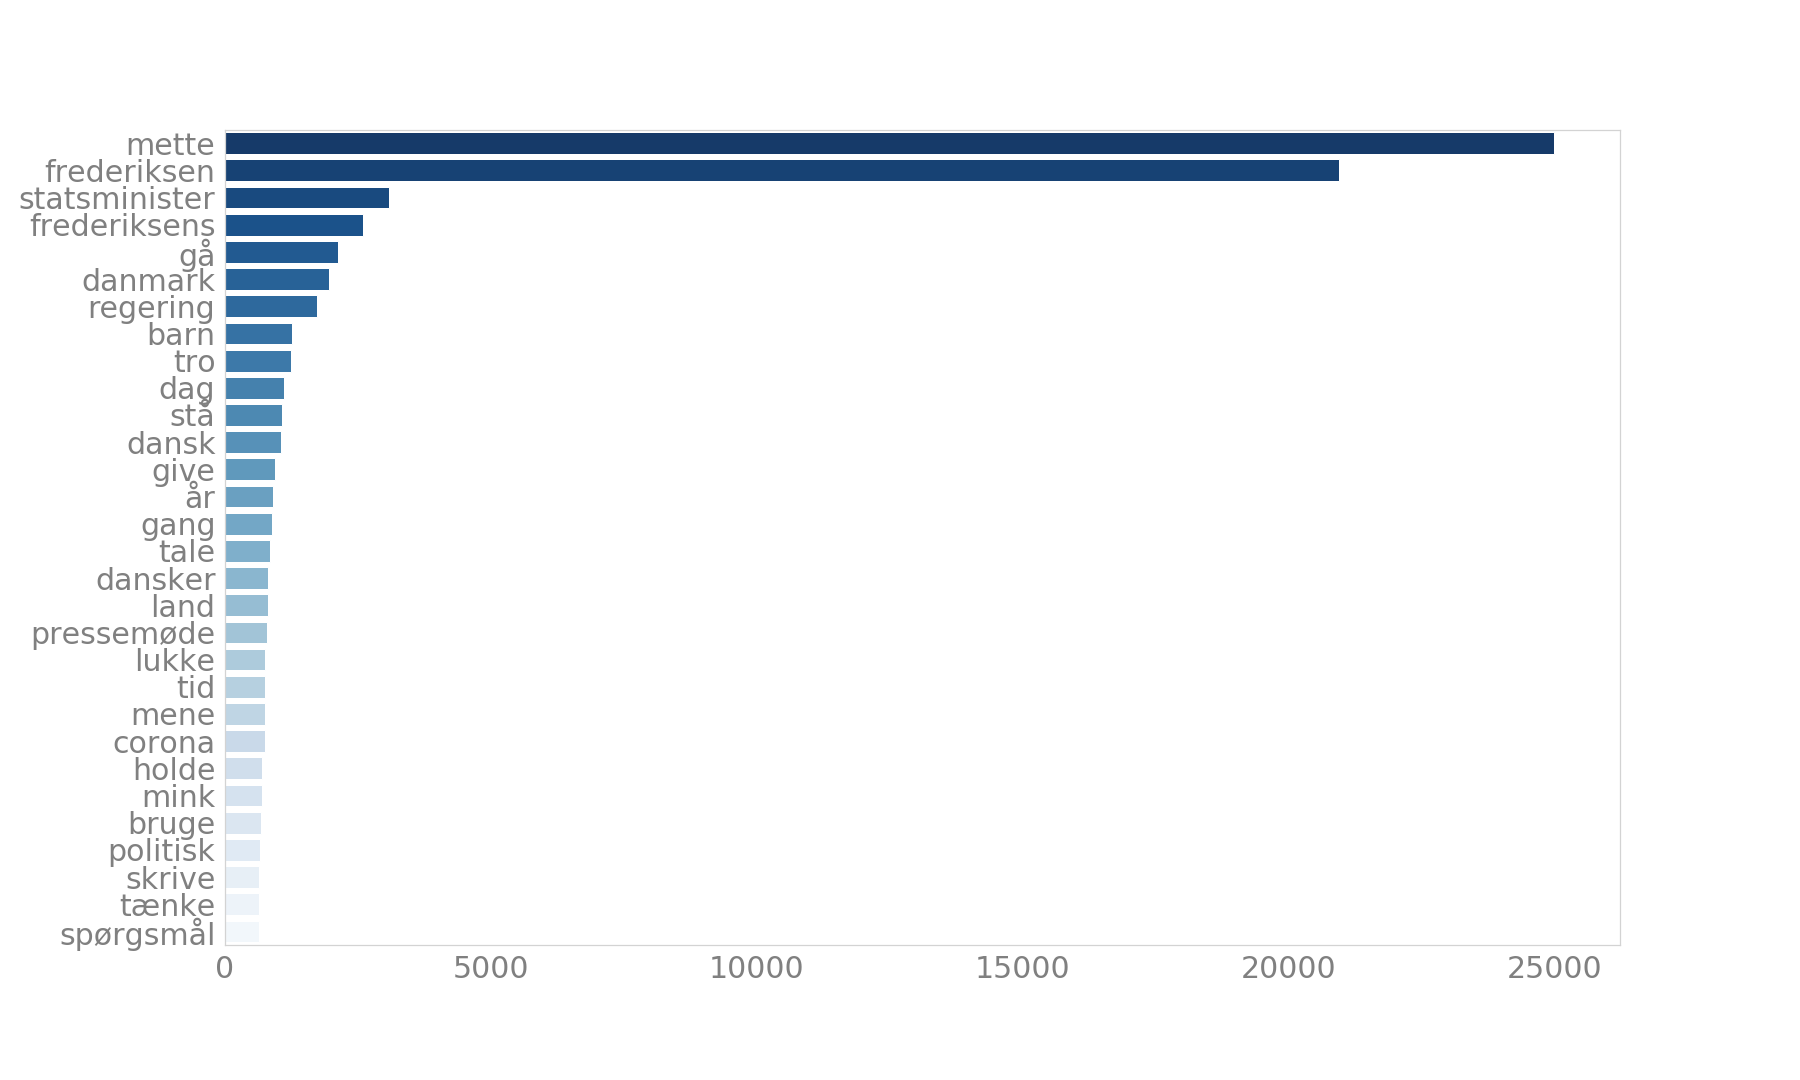 mette
frederiksen
statsminister
frederiksens
gå
danmark
regering
barn
tro
dag
stå
dansk
give
år
gang
tale
dansker
land
pressemøde
lukke
tid
mene
corona
holde
mink
bruge
politisk
skrive
tænke
spørgsmål
0 5000 10000 15000 20000 25000